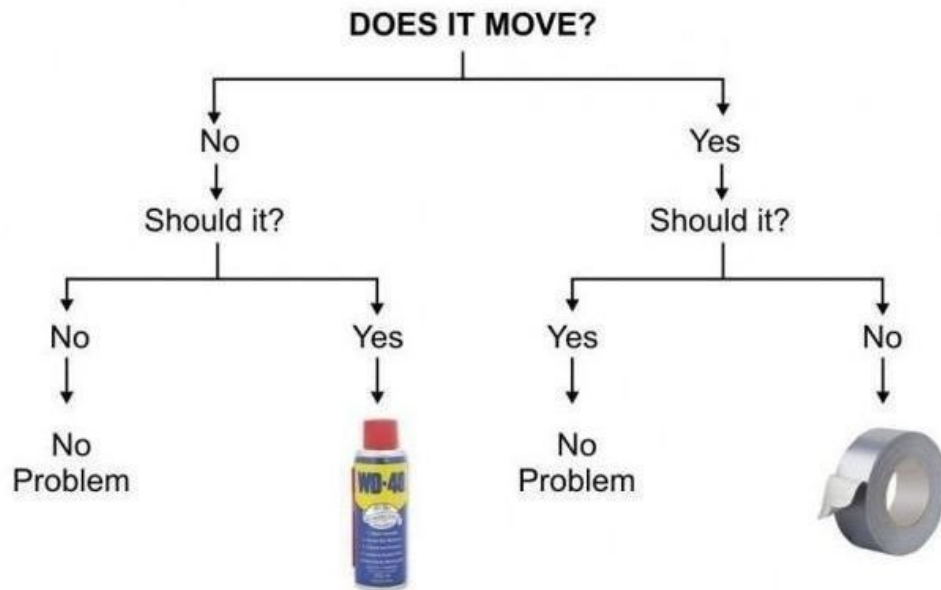 DOES IT MOVE?
No
Yes
Should it?
Should it?
No
Yes
Yes
No
No
Problem
WD-40
No
Problem